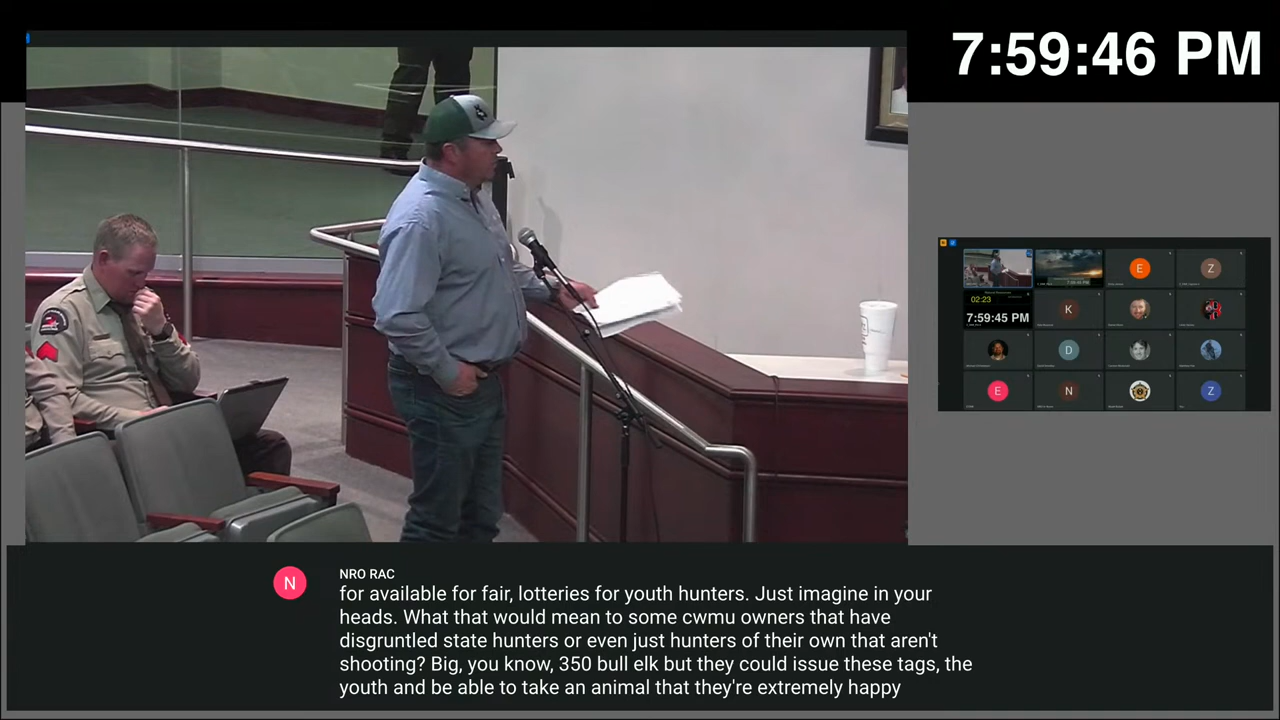 7:59:46 PM
E
Z
02:23
7:59:45 PM
K
D
E
N
Z
N
NRO RAC
for available for fair, lotteries for youth hunters. Just imagine in your
heads. What that would mean to some cwmu owners that have
disgruntled state hunters or even just hunters of their own that aren't
shooting? Big, you know, 350 bull elk but they could issue these tags, the
youth and be able to take an animal that they're extremely happy